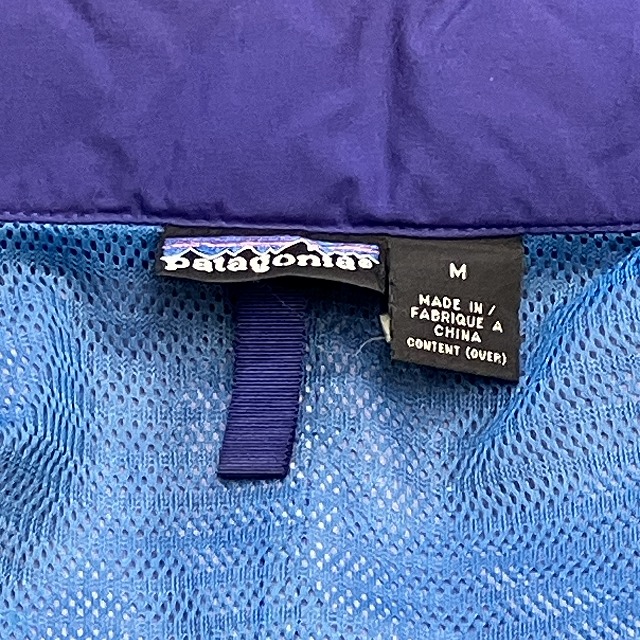 patagonia®
M
MADE IN /
FABRIQUE A
CHINA
CONTENT (OVER)